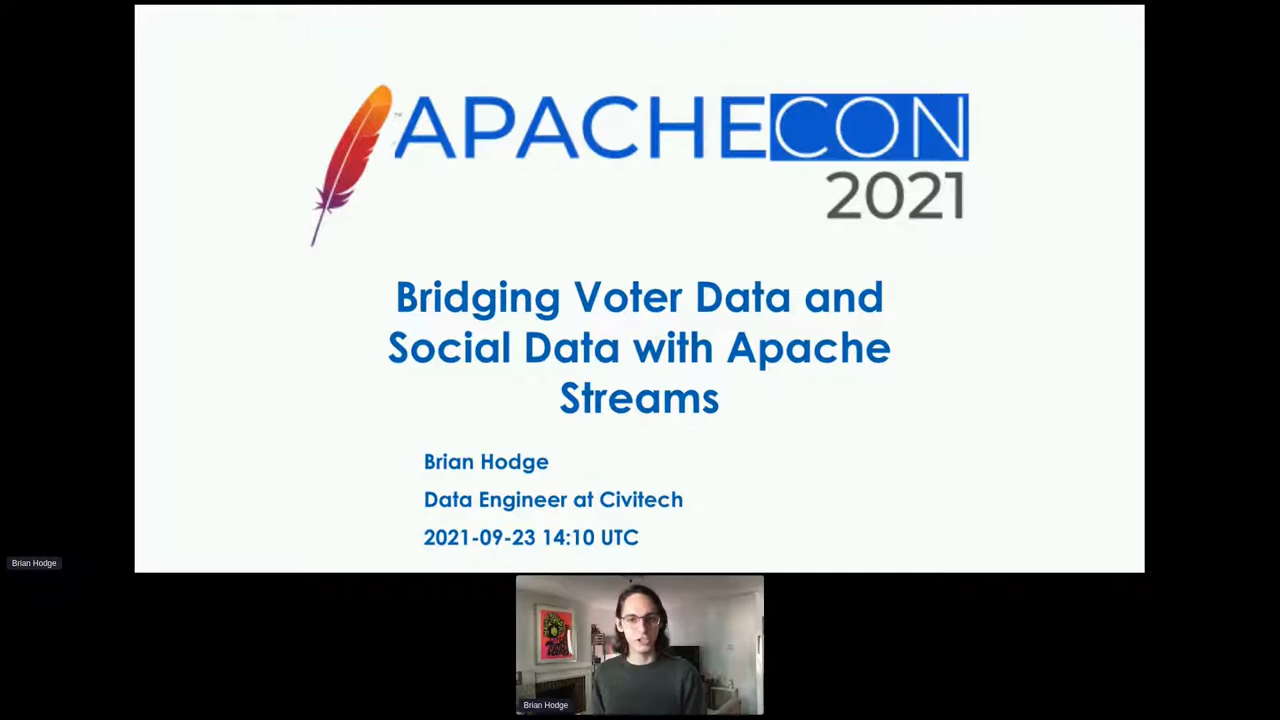 ™
APACHECON
2021
Bridging Voter Data and
Social Data with Apache
Streams
Brian Hodge
Data Engineer at Civitech
2021-09-23 14:10 UTC
Brian Hodge
Brian Hodge